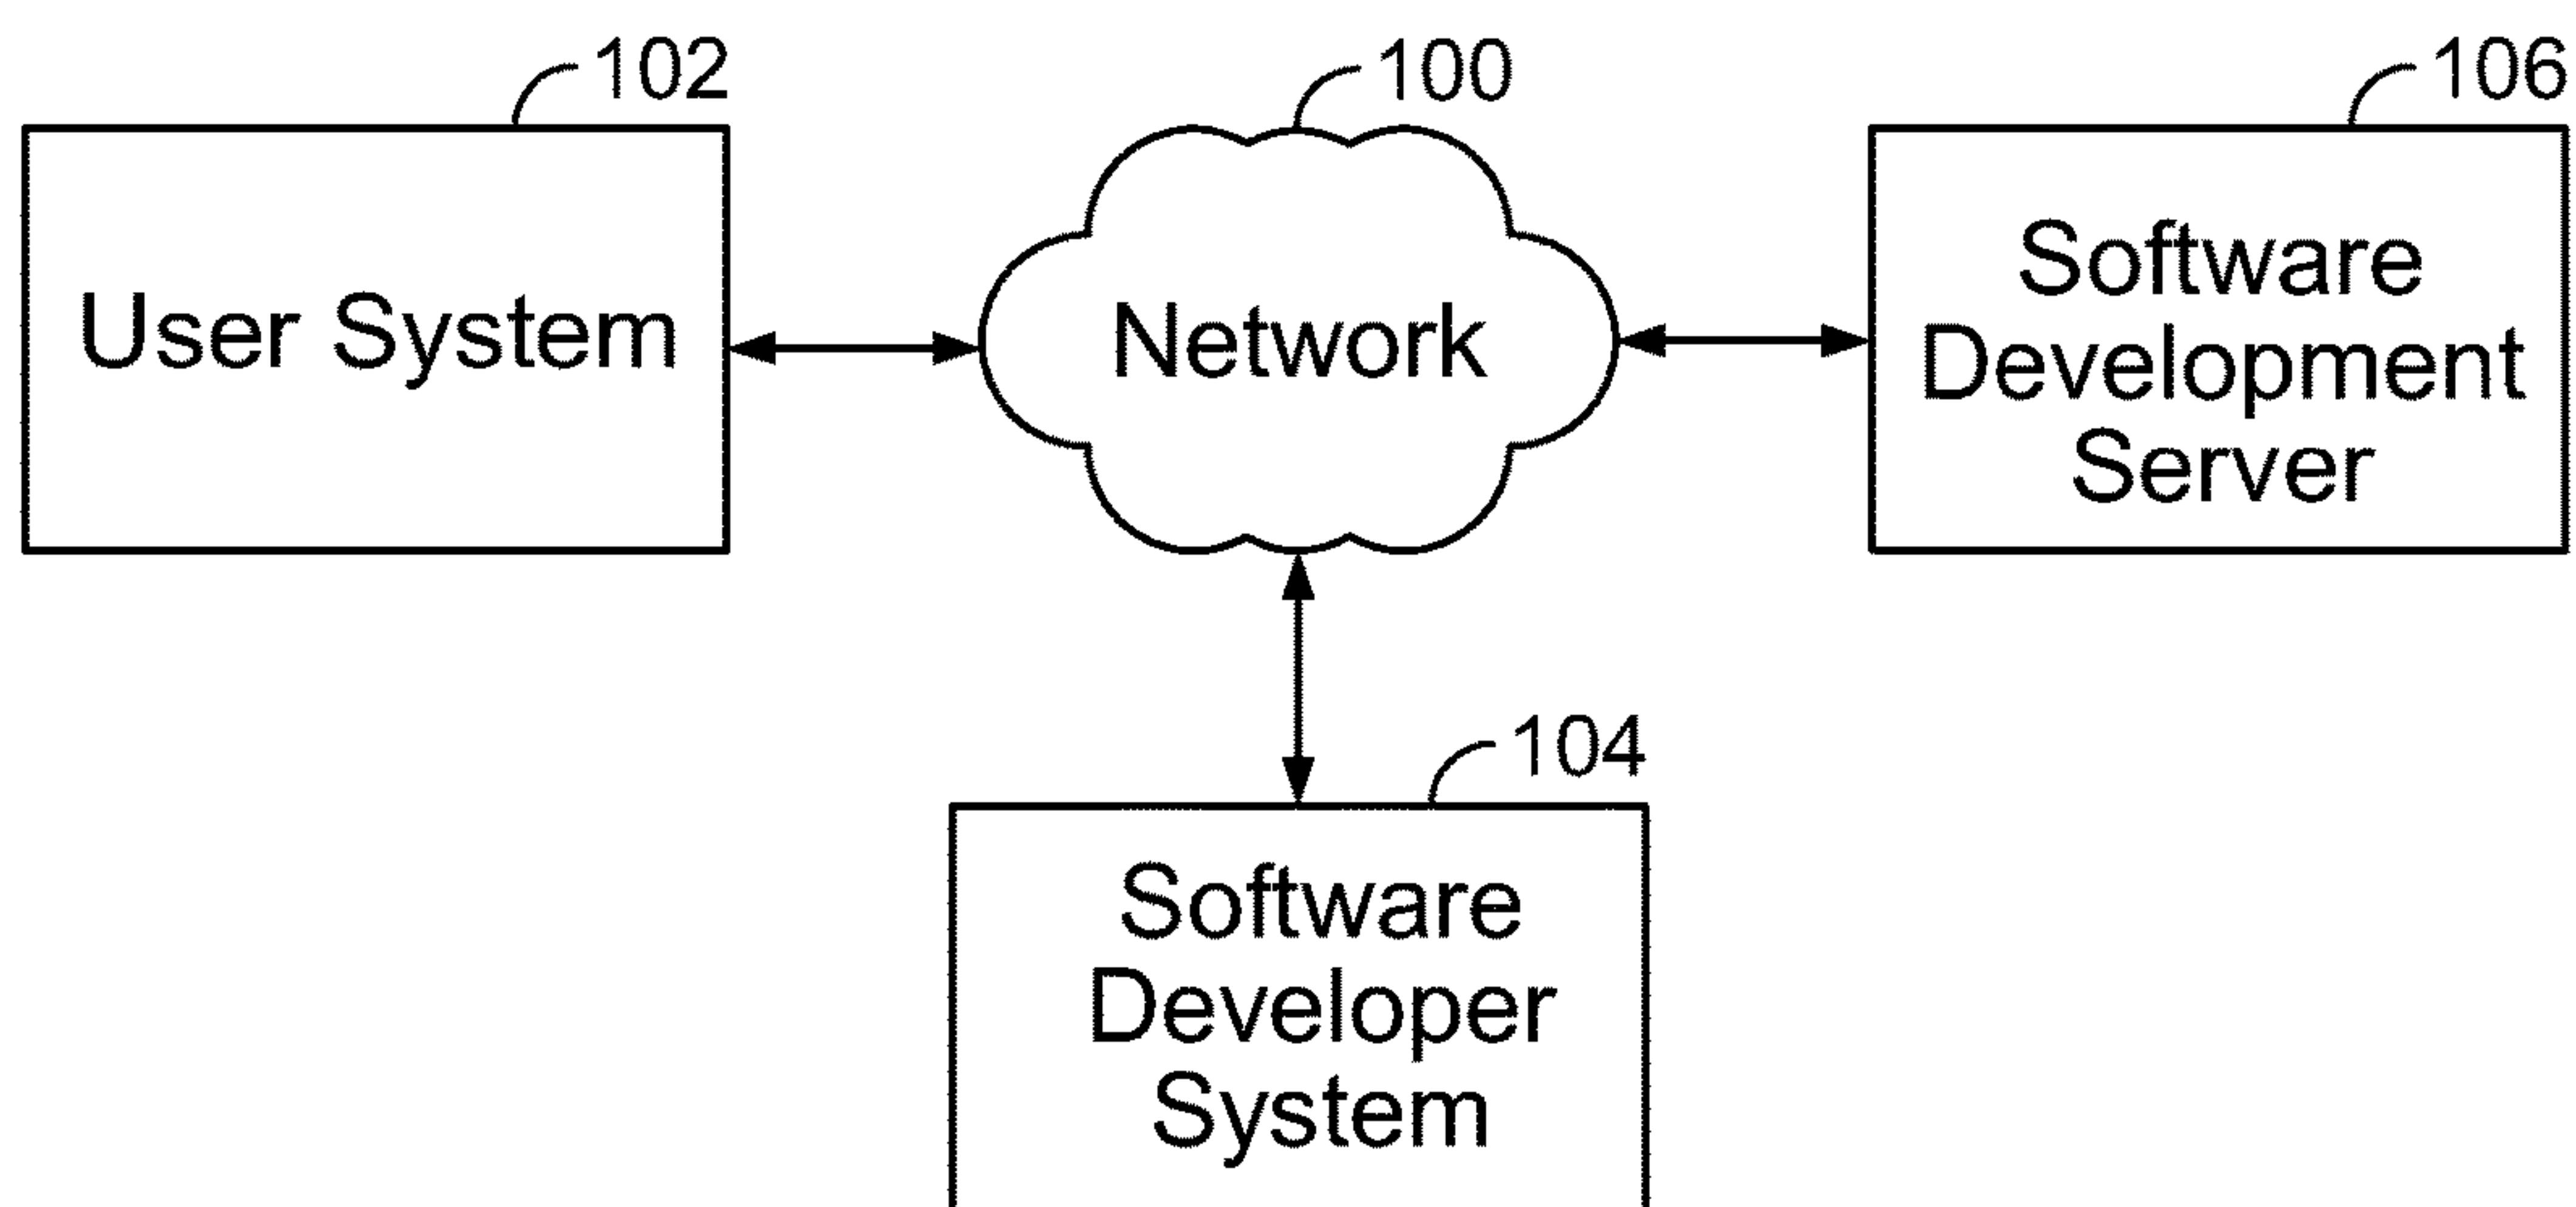 102
100
106
User System
Network
Software
Development
Server
104
Software
Developer
System